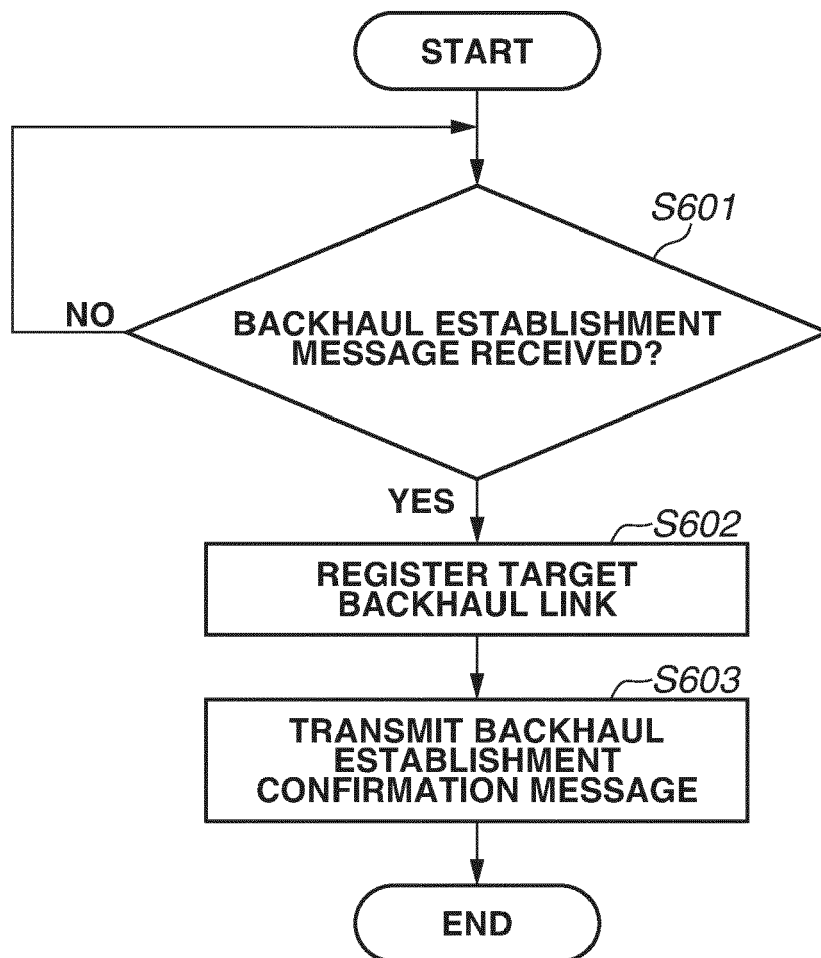 START
S601
NO
BACKHAUL ESTABLISHMENT
MESSAGE RECEIVED?
YES
S602
REGISTER TARGET
BACKHAUL LINK
S603
TRANSMIT BACKHAUL
ESTABLISHMENT
CONFIRMATION MESSAGE
END